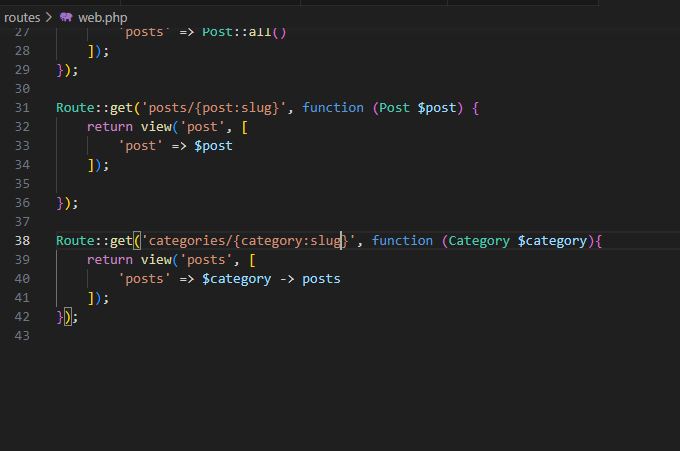 routes > web.php
27 'posts' => Post::all()
28 ]);
29 });
30
31 Route::get('posts/{post:slug}', function (Post $post) {
32 return view('post', [
33 'post' => $post
34 ]);
35
36 });
37
38 Route::get('categories/{category:slug}', function (Category $category){
39 return view('posts', [
40 'posts' => $category -> posts
41 ]);
42 });
43